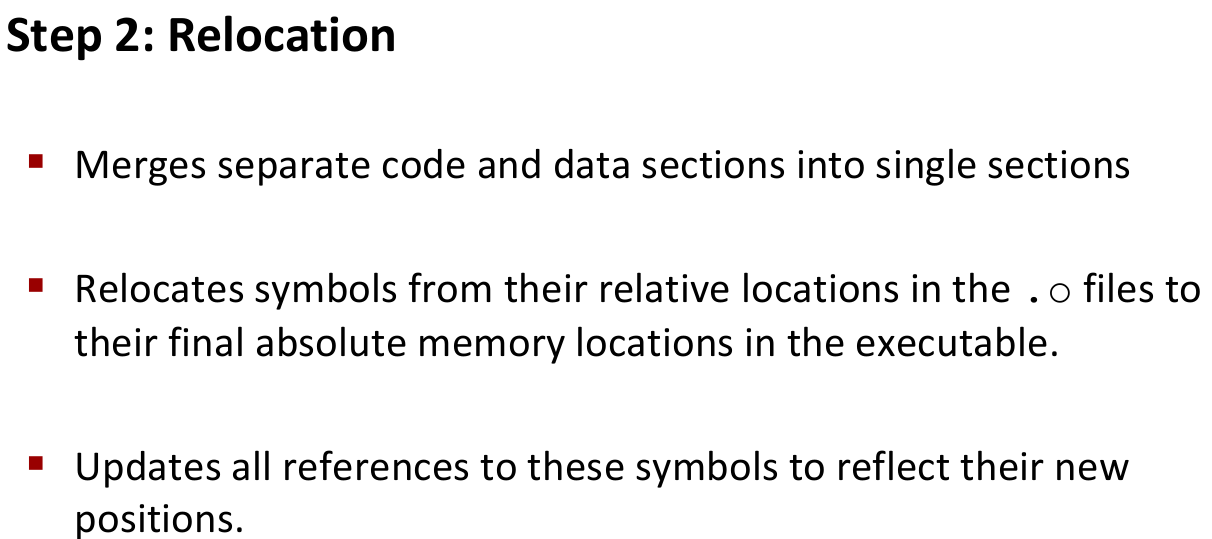 Step 2: Relocation
▪ Merges separate code and data sections into single sections
▪ Relocates symbols from their relative locations in the .o files to
their final absolute memory locations in the executable.
▪ Updates all references to these symbols to reflect their new
positions.